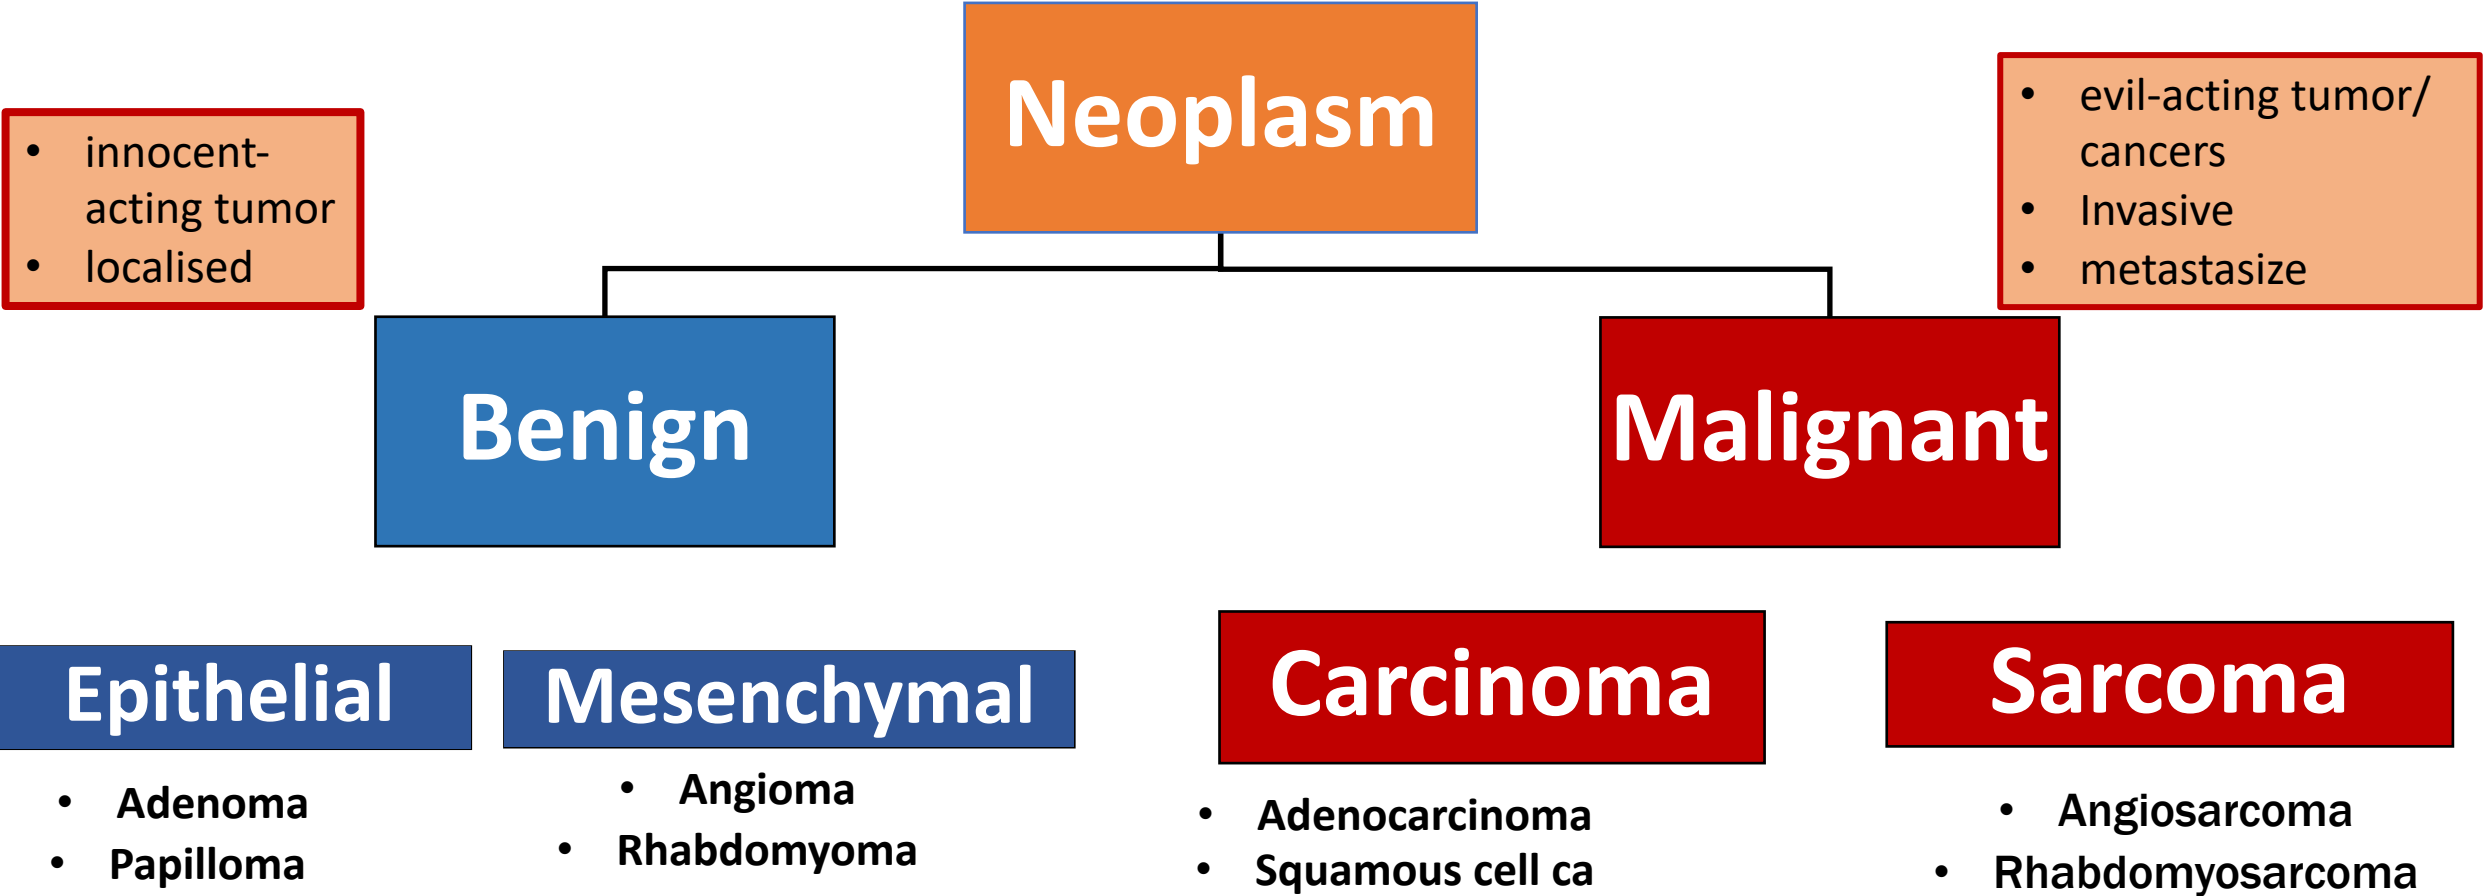 Neoplasm
• innocent-
acting tumor
• localised
• evil-acting tumor/
cancers
• Invasive
• metastasize
Benign
Malignant
Epithelial
• Adenoma
• Papilloma
Mesenchymal
• Angioma
• Rhabdomyoma
Carcinoma
• Adenocarcinoma
• Squamous cell ca
Sarcoma
• Angiosarcoma
• Rhabdomyosarcoma